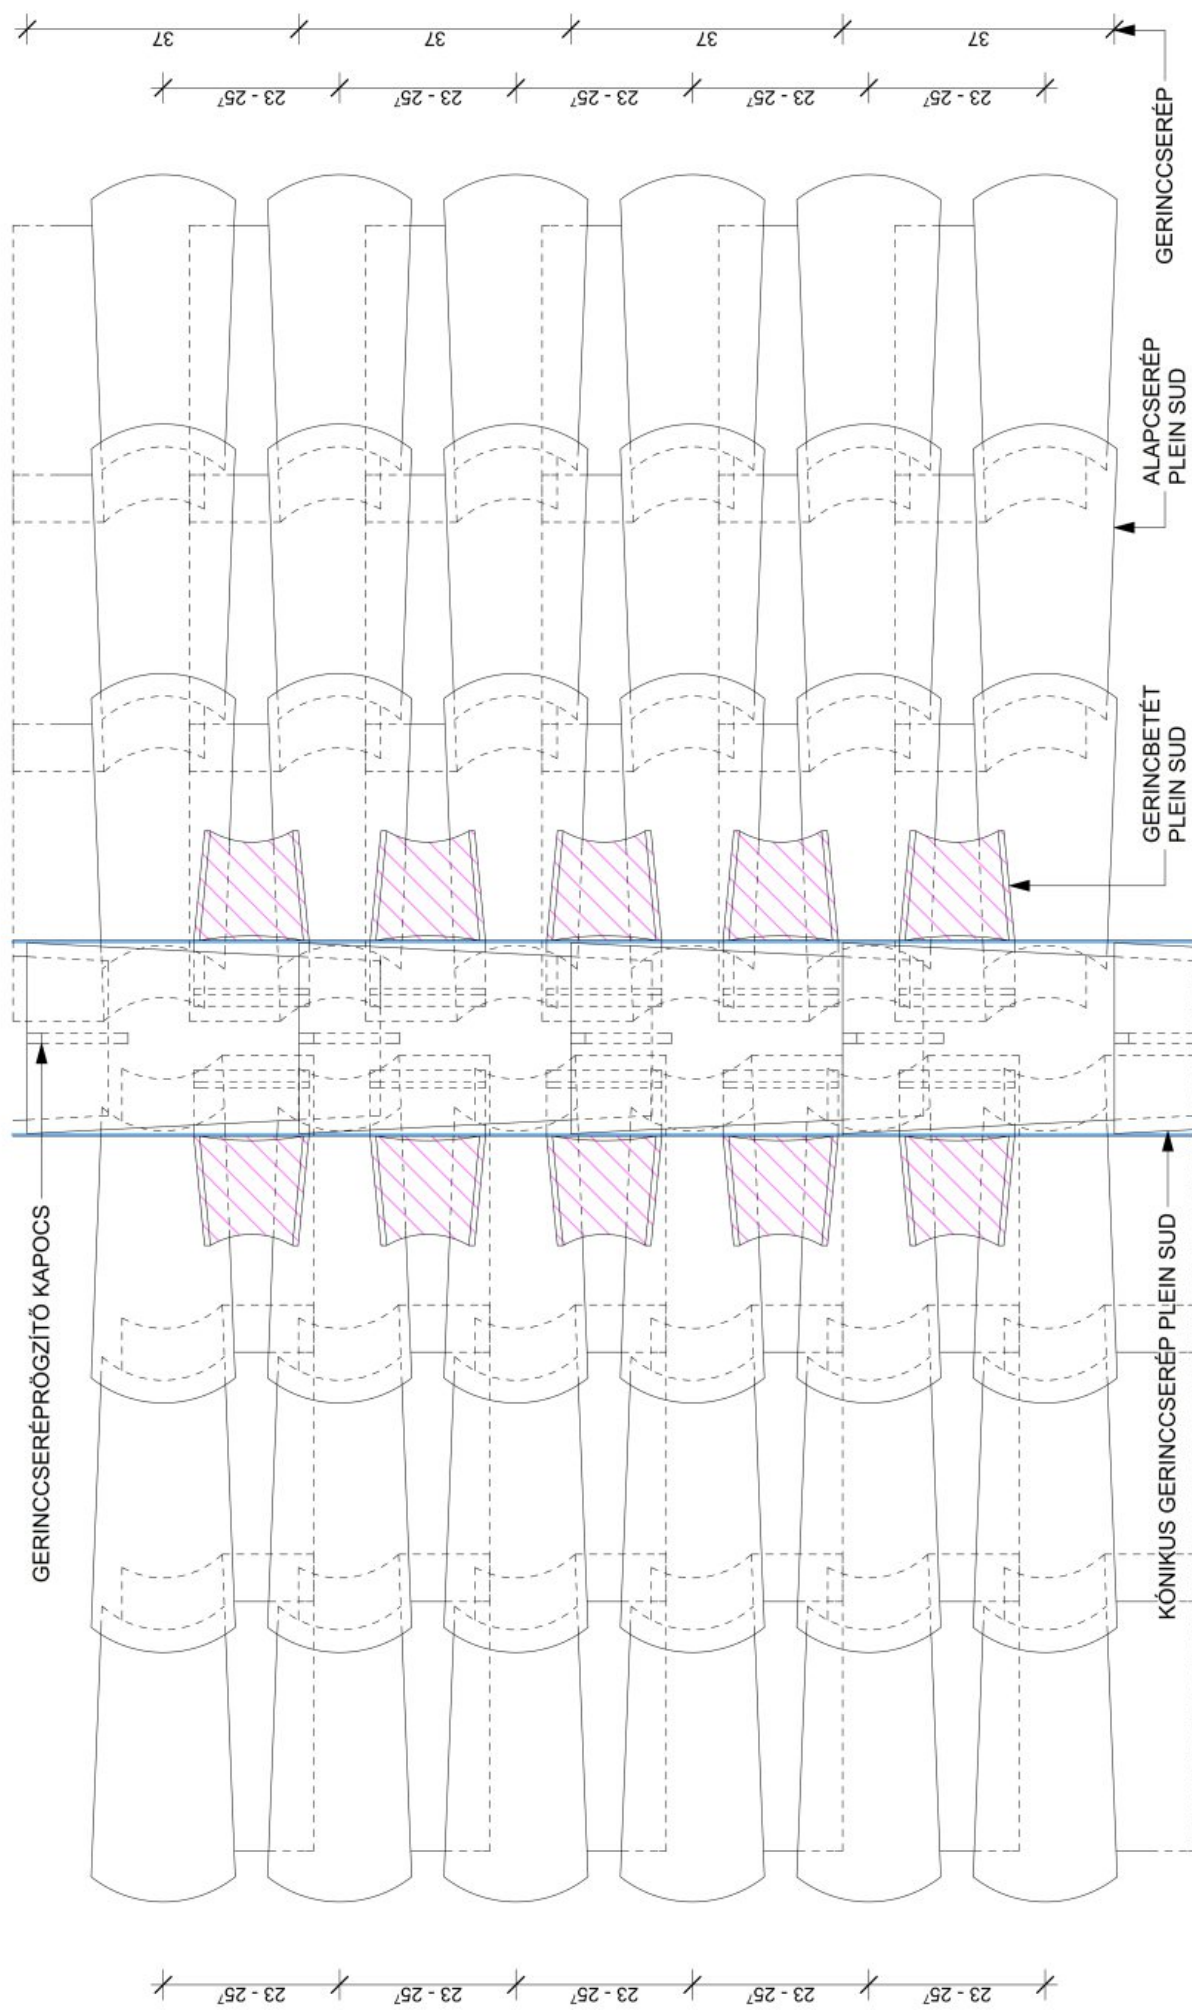 37
37
37
37
23 - 25⁷
23 - 25⁷
23 - 25⁷
23 - 25⁷
23 - 25⁷
GERINCCSERÉP
ALAPCSERÉP
PLEIN SUD
GERINCBETÉT
PLEIN SUD
GERINCCSERÉPRÖGZÍTŐ KAPOCS
KÓNIKUS GERINCCSERÉP PLEIN SUD
23 - 25⁷
23 - 25⁷
23 - 25⁷
23 - 25⁷
23 - 25⁷